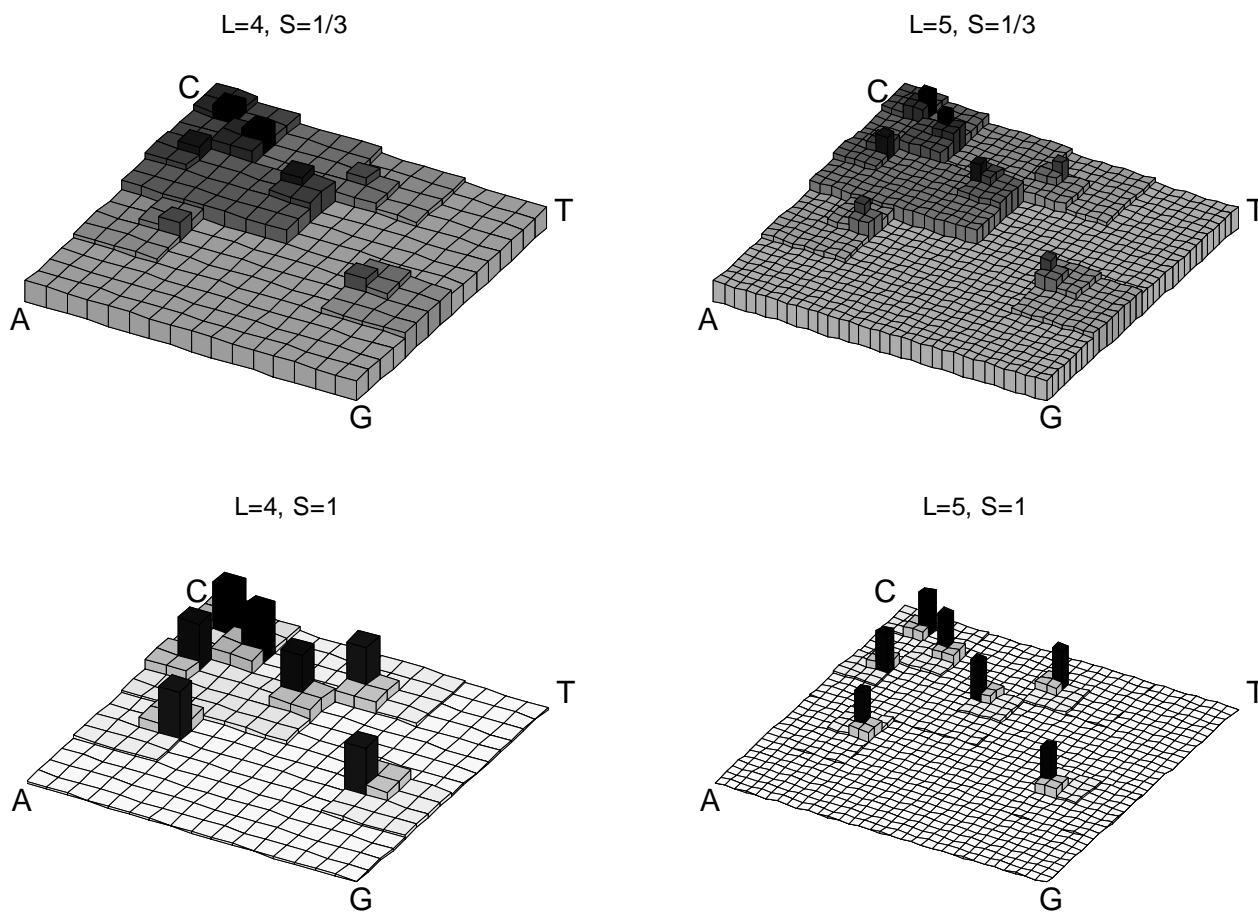 L=4, S=1/3
L=5, S=1/3
C
C
T
T
A
A
G
G
L=4, S=1
L=5, S=1
C
C
T
T
A
A
G
G